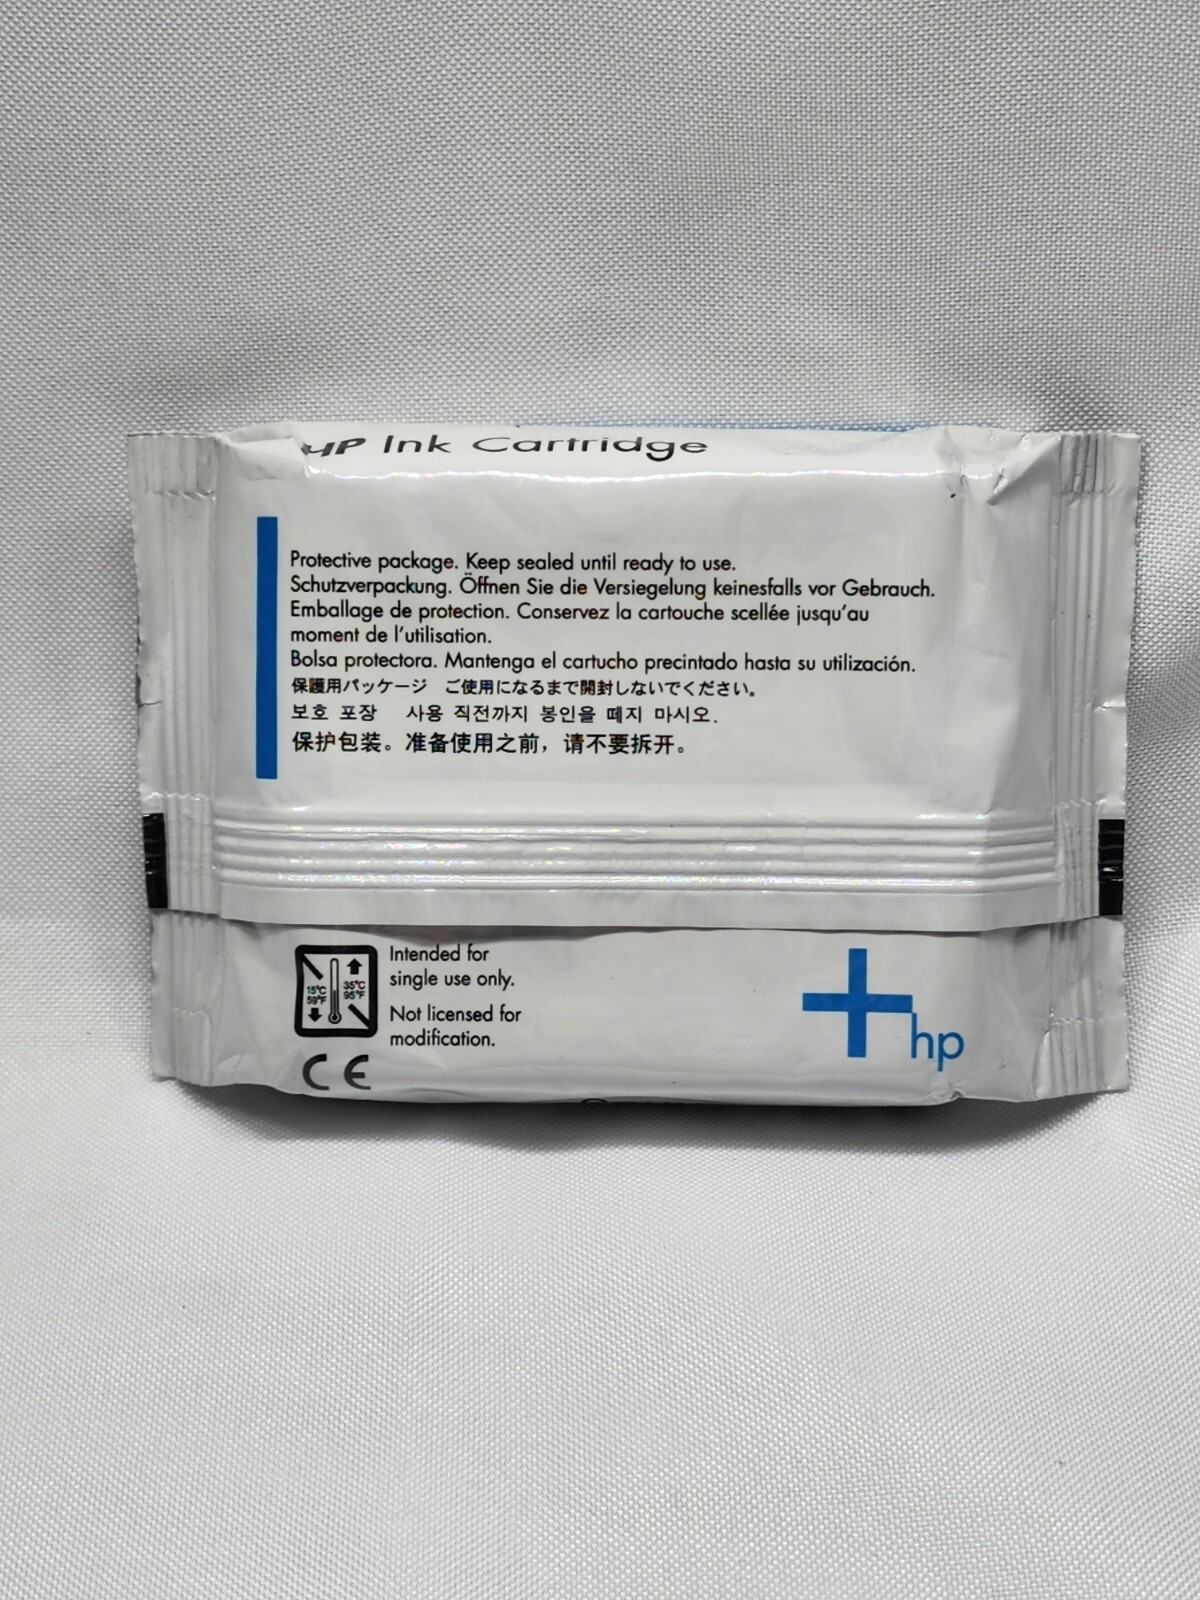 HP Ink Cartridge
Protective package. Keep sealed until ready to use.
Schutzverpackung. Öffnen Sie die Versiegelung keinesfalls vor Gebrauch.
Emballage de protection. Conservez la cartouche scellée jusqu'au
moment de l'utilisation.
Bolsa protectora. Mantenga el cartucho precintado hasta su utilización.
保護用パッケージ　ご使用になるまで開封しないでください。
보호 포장　사용 직전까지 봉인을 떼지 마시오.
保护包装。准备使用之前，请不要拆开。
15°C
59°F
35°C
95°F
Intended for
single use only.
Not licensed for
modification.
CE
hp